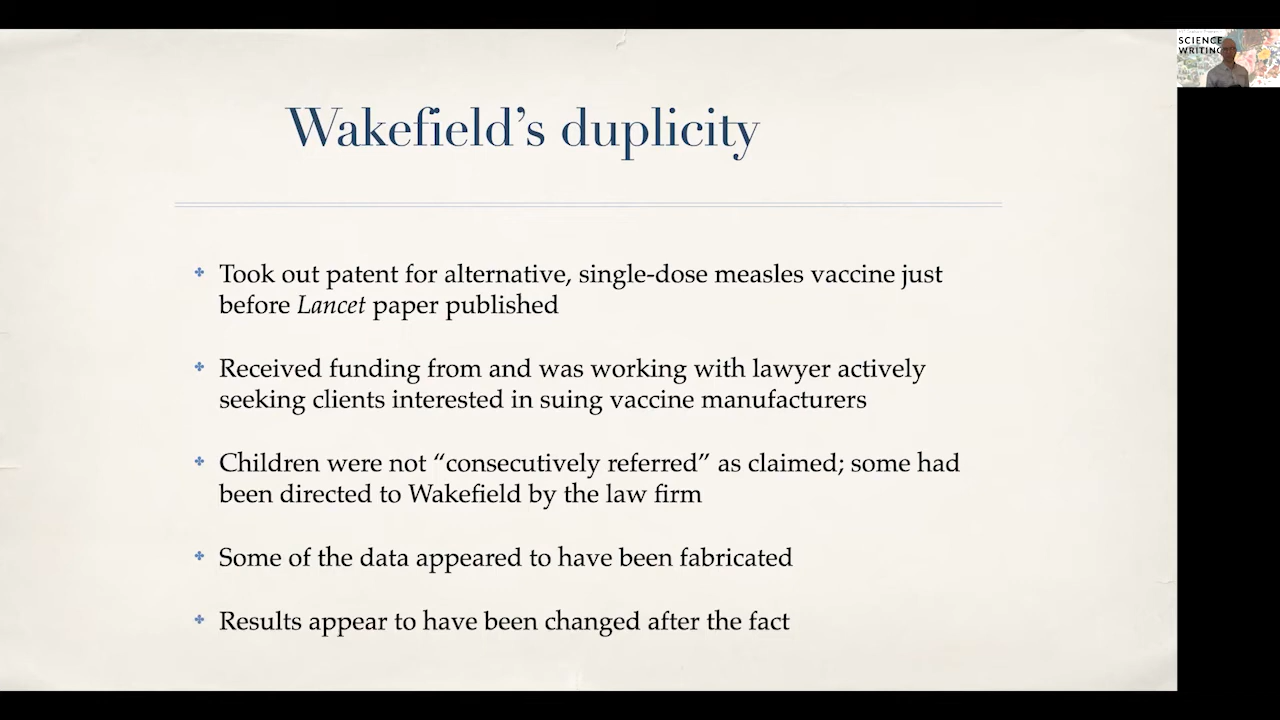 SCIENCE
WRITING
Wakefield’s duplicity
Took out patent for alternative, single-dose measles vaccine just
before Lancet paper published
Received funding from and was working with lawyer actively
seeking clients interested in suing vaccine manufacturers
Children were not “consecutively referred” as claimed; some had
been directed to Wakefield by the law firm
Some of the data appeared to have been fabricated
Results appear to have been changed after the fact